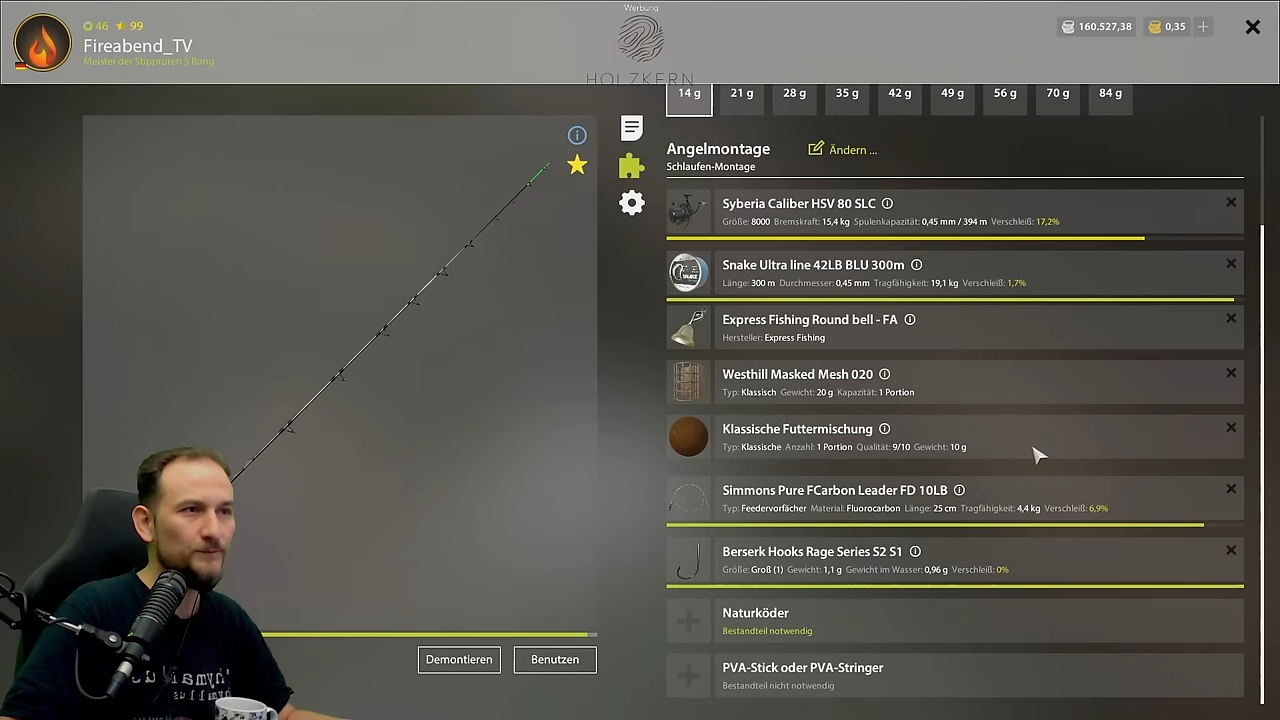 Werbung
46 99
Fireabend_TV
Meister der Stippruten 5 Rang
HOLZKERN
160.527,38
0,35
14 g 21 g 28 g 35 g 42 g 49 g 56 g 70 g 84 g
Angelmontage
Ändern ...
Schlaufen-Montage
Syberia Caliber HSV 80 SLC
Größe: 8000 Bremskraft: 15,4 kg Spulenkapazität: 0,45 mm / 394 m Verschleiß: 17,2%
Snake Ultra line 42LB BLU 300m
Länge: 300 m Durchmesser: 0,45 mm Tragfähigkeit: 19,1 kg Verschleiß: 1,7%
Express Fishing Round bell - FA
Hersteller: Express Fishing
Westhill Masked Mesh 020
Typ: Klassisch Gewicht: 20 g Kapazität: 1 Portion
Klassische Futtermischung
Typ: Klassische Anzahl: 1 Portion Qualität: 9/10 Gewicht: 10 g
Simmons Pure FCarbon Leader FD 10LB
Typ: Feedervorfächer Material: Fluorocarbon Länge: 25 cm Tragfähigkeit: 4,4 kg Verschleiß: 6,9%
Berserk Hooks Rage Series S2 S1
Größe: Groß (1) Gewicht: 1,1 g Gewicht im Wasser: 0,96 g Verschleiß: 0%
Naturköder
Bestandteil notwendig
PVA-Stick oder PVA-Stringer
Bestandteil nicht notwendig
Demontieren
Benutzen